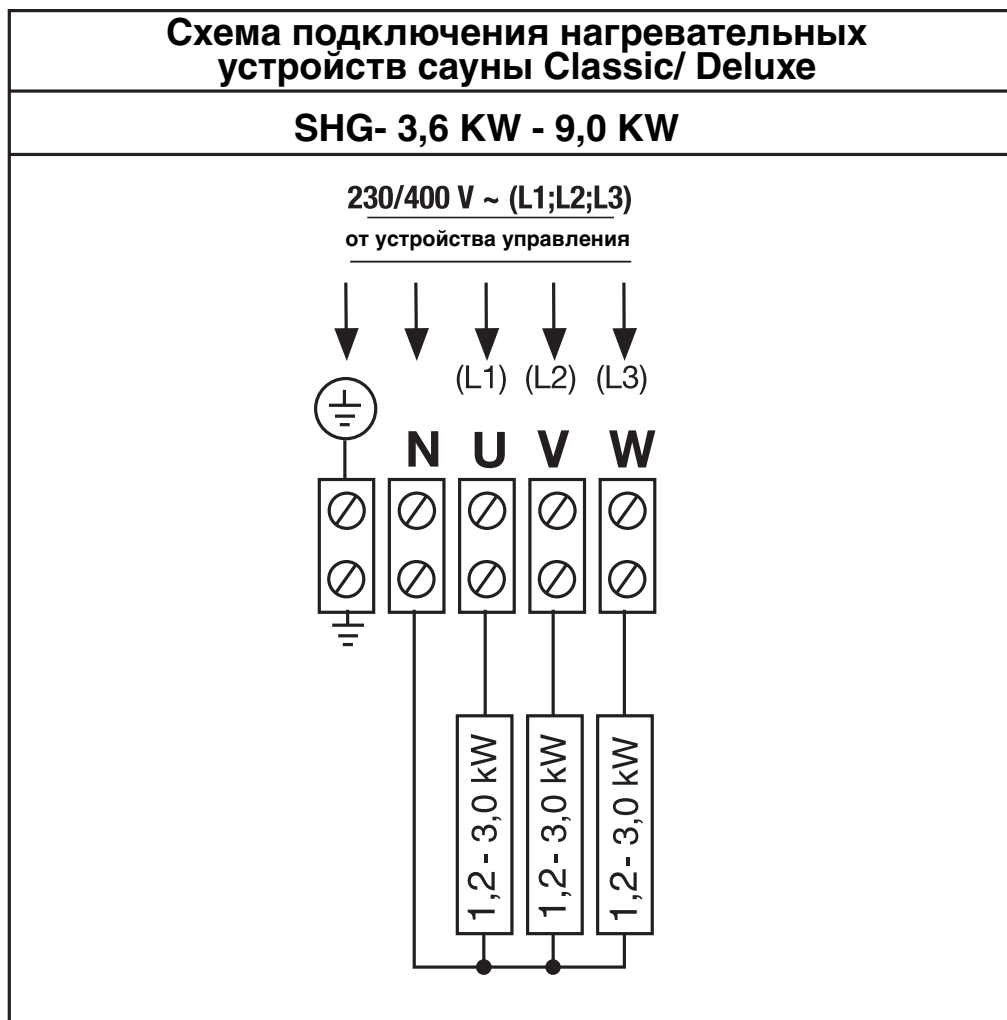 Схема подключения нагревательных
устройств сауны Classic/ Deluxe
SHG- 3,6 KW - 9,0 KW
230/400 V ~ (L1;L2;L3)
от устройства управления
(L1) (L2) (L3)
N U V W
1,2- 3,0 kW
1,2- 3,0 kW
1,2- 3,0 kW